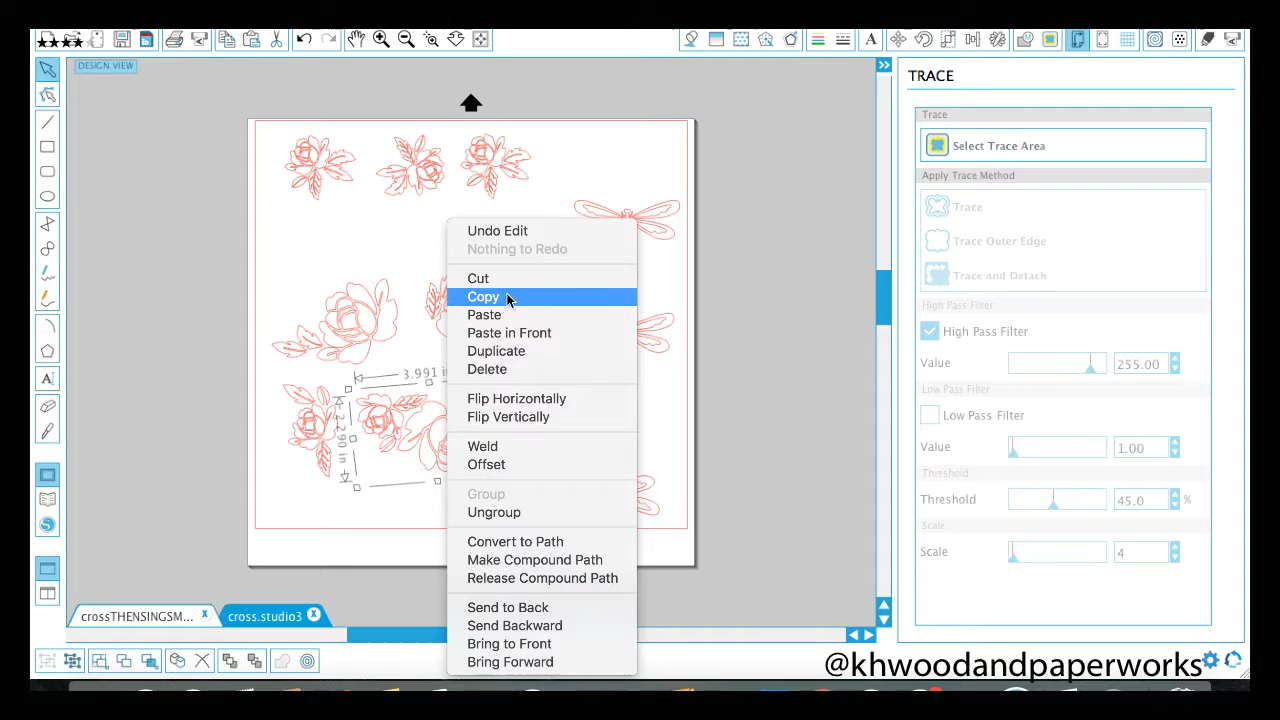 DESIGN VIEW
TRACE
Trace
Select Trace Area
Apply Trace Method
Trace
Trace Outer Edge
Trace and Detach
High Pass Filter
High Pass Filter
Value
255.00
Low Pass Filter
Low Pass Filter
Value
1.00
Threshold
Threshold
45.0
%
Scale
Scale
4
Undo Edit
Nothing to Redo
Cut
Copy
Paste
Paste in Front
Duplicate
Delete
Flip Horizontally
Flip Vertically
Weld
Offset
Group
Ungroup
Convert to Path
Make Compound Path
Release Compound Path
Send to Back
Send Backward
Bring to Front
Bring Forward
3.991 in
2.290 in
crossTHENSINGSM...
cross.studio3
@khwoodandpaperworks